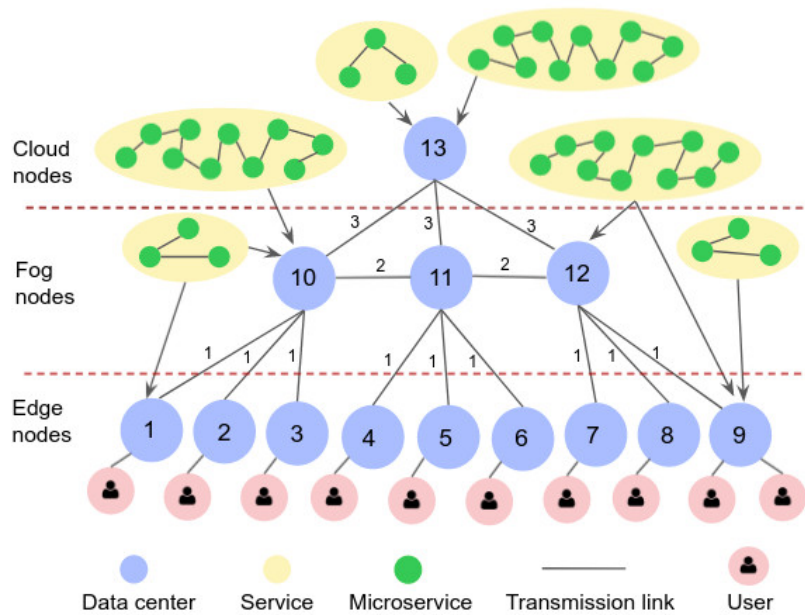 Cloud
nodes
13
3 3 3
Fog
nodes
10 2 11 2 12
1 1 1 1 1 1 1 1 1
Edge
nodes
1 2 3 4 5 6 7 8 9
Data center Service Microservice Transmission link User